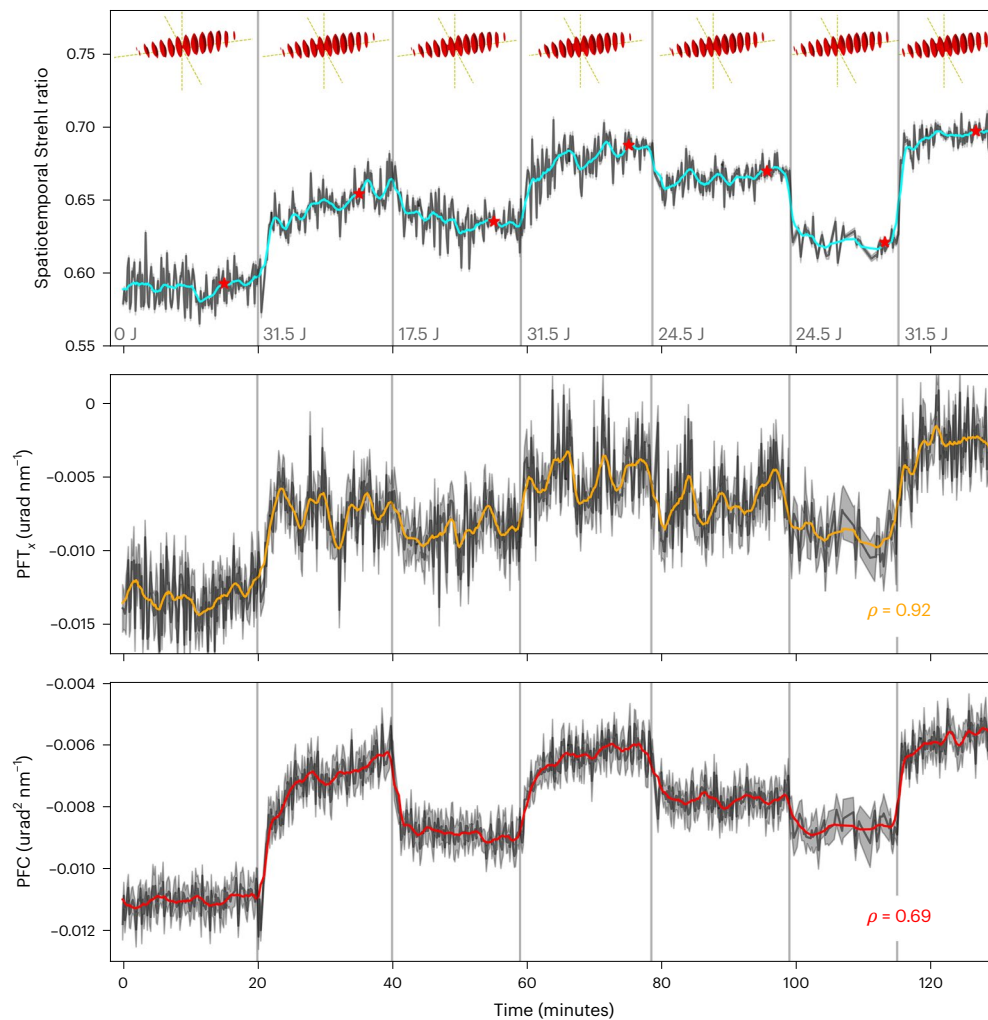 0.75
0.70
0.65
0.60
0.55
Spatiotemporal Strehl ratio
0 J
31.5 J
17.5 J
31.5 J
24.5 J
24.5 J
31.5 J
0
−0.005
−0.010
−0.015
PFTx (urad nm⁻¹)
ρ = 0.92
−0.004
−0.006
−0.008
−0.010
−0.012
PFC (urad² nm⁻¹)
ρ = 0.69
0 20 40 60 80 100 120
Time (minutes)